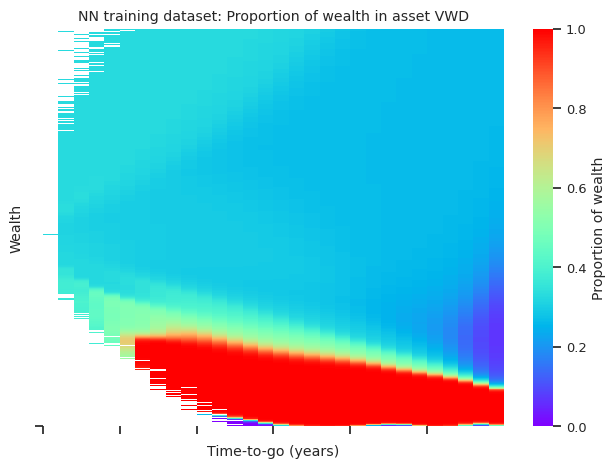 NN training dataset: Proportion of wealth in asset VWD
Wealth
Time-to-go (years)
1.0
0.8
0.6
0.4
0.2
0.0
Proportion of wealth